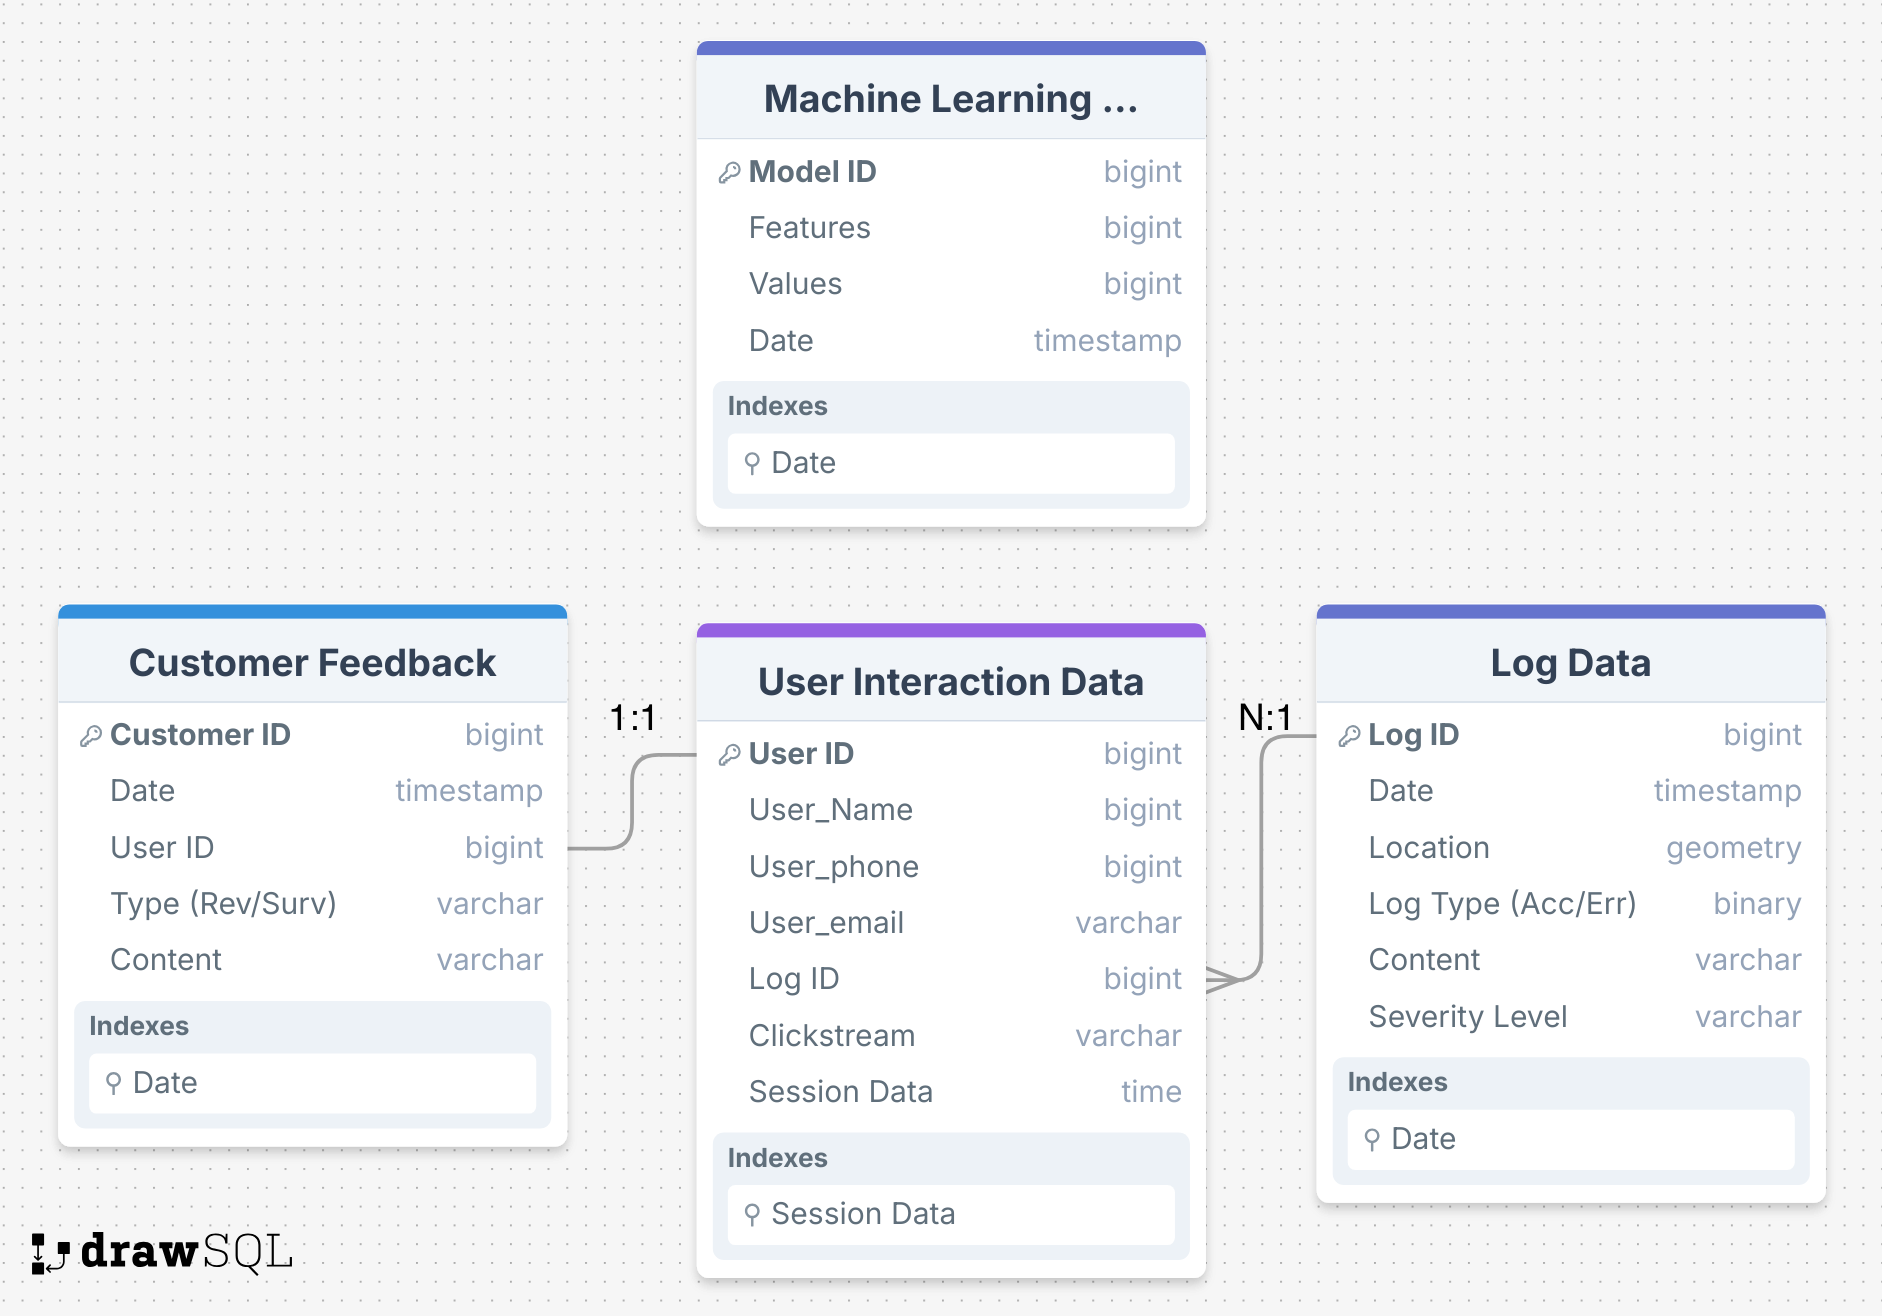 Machine Learning ...
Model ID bigint
Features bigint
Values bigint
Date timestamp
Indexes
Date
Customer Feedback
Customer ID bigint
Date timestamp
User ID bigint
Type (Rev/Surv) varchar
Content varchar
Indexes
Date
1:1
User Interaction Data
User ID bigint
User_Name bigint
User_phone bigint
User_email varchar
Log ID bigint
Clickstream varchar
Session Data time
Indexes
Session Data
N:1
Log Data
Log ID bigint
Date timestamp
Location geometry
Log Type (Acc/Err) binary
Content varchar
Severity Level varchar
Indexes
Date
drawSQL